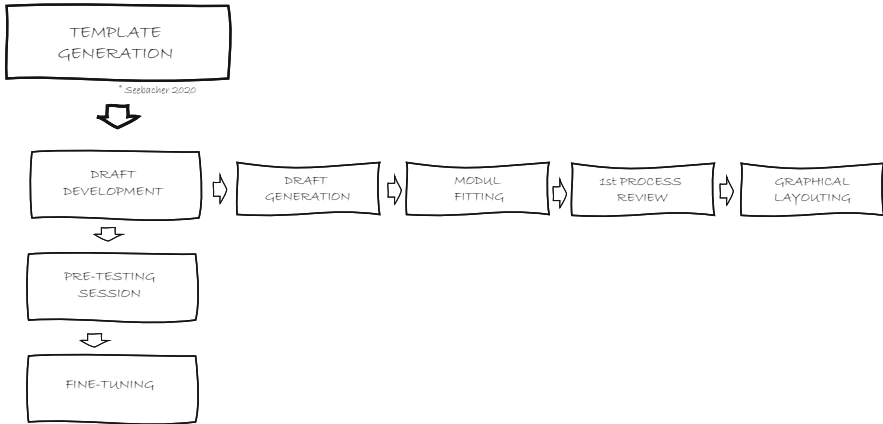 TEMPLATE
GENERATION
* Seebacher 2020
DRAFT
DEVELOPMENT
DRAFT
GENERATION
MODUL
FITTING
1st PROCESS
REVIEW
GRAPHICAL
LAYOUTING
PRE-TESTING
SESSION
FINE-TUNING